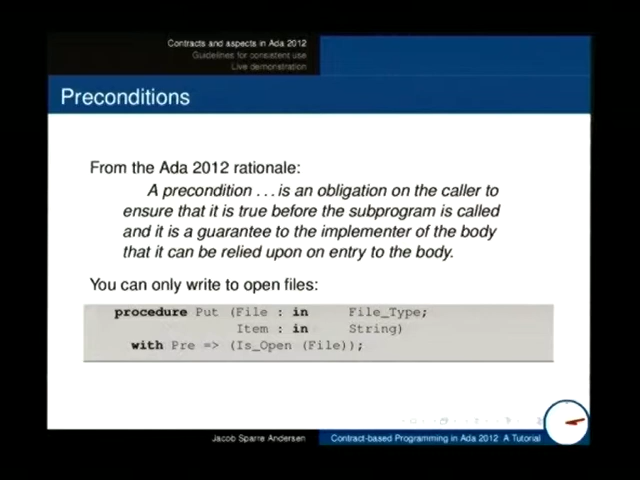 Contracts and aspects in Ada 2012
Guidelines for consistent use
Live demonstration
Preconditions
From the Ada 2012 rationale:
A precondition . . . is an obligation on the caller to
ensure that it is true before the subprogram is called
and it is a guarantee to the implementer of the body
that it can be relied upon on entry to the body.
You can only write to open files:
procedure Put (File : in File_Type;
Item : in String)
with Pre => (Is_Open (File));
Jacob Sparre Andersen Contract-based Programming in Ada 2012 A Tutorial